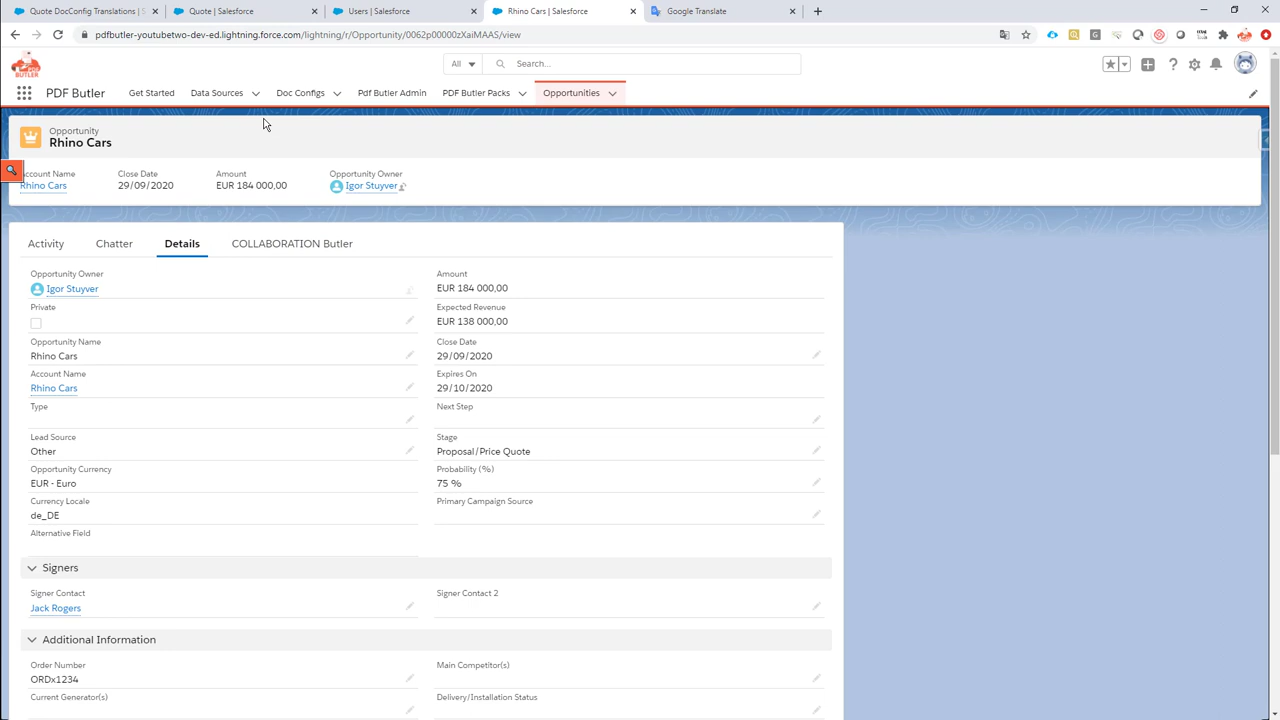 Quote DocConfig Translations | S
Quote | Salesforce
Users | Salesforce
Rhino Cars | Salesforce
Google Translate
pdfbutler-youtubetwo-dev-ed.lightning.force.com/lightning/r/Opportunity/0062p00000zXaiMAAS/view
BUTLER
All
Search...
PDF Butler
Get Started
Data Sources
Doc Configs
Pdf Butler Admin
PDF Butler Packs
Opportunities
Opportunity
Rhino Cars
Account Name
Close Date
Amount
Opportunity Owner
Rhino Cars
29/09/2020
EUR 184 000,00
Igor Stuyver
Activity
Chatter
Details
COLLABORATION Butler
Opportunity Owner
Igor Stuyver
Amount
EUR 184 000,00
Private
Expected Revenue
EUR 138 000,00
Opportunity Name
Rhino Cars
Close Date
29/09/2020
Account Name
Rhino Cars
Expires On
29/10/2020
Type
Next Step
Lead Source
Other
Stage
Proposal/Price Quote
Opportunity Currency
EUR - Euro
Probability (%)
75 %
Currency Locale
de_DE
Primary Campaign Source
Alternative Field
Signers
Signer Contact
Jack Rogers
Signer Contact 2
Additional Information
Order Number
ORDx1234
Main Competitor(s)
Current Generator(s)
Delivery/Installation Status